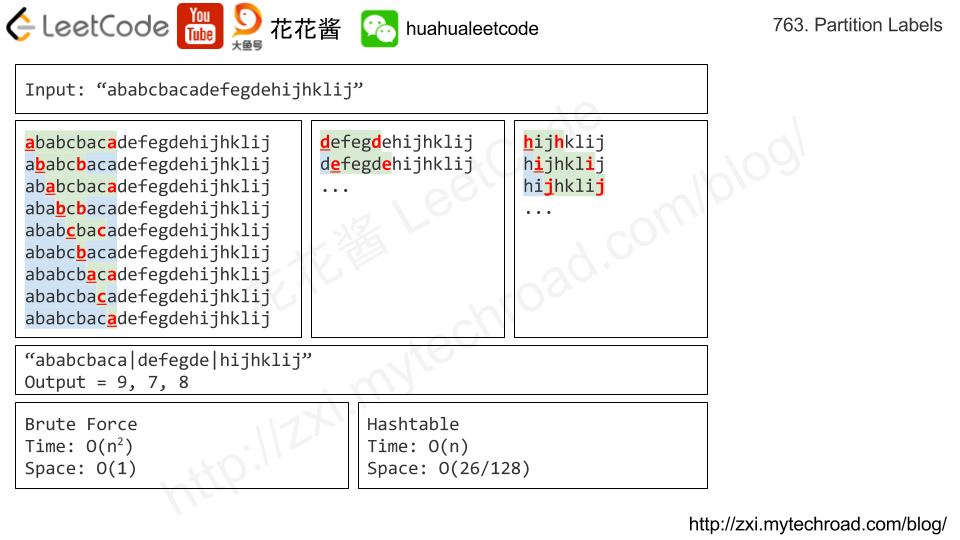 LeetCode
You
Tube
大鱼号
花花酱
huahualeetcode
763. Partition Labels
Input: “ababcbacadefegdehijhklij”
ababcbacadefegdehijhklij
ababcbacadefegdehijhklij
ababcbacadefegdehijhklij
ababcbacadefegdehijhklij
ababcbacadefegdehijhklij
ababcbacadefegdehijhklij
ababcbacadefegdehijhklij
ababcbacadefegdehijhklij
ababcbacadefegdehijhklij
defegdehijhklij
defegdehijhklij
...
hijhklij
hijhklij
hijhklij
...
“ababcbaca|defegde|hijhklij”
Output = 9, 7, 8
Brute Force
Time: O(n²)
Space: O(1)
Hashtable
Time: O(n)
Space: O(26/128)
花花酱 LeetCode
http://zxi.mytechroad.com/blog/
http://zxi.mytechroad.com/blog/